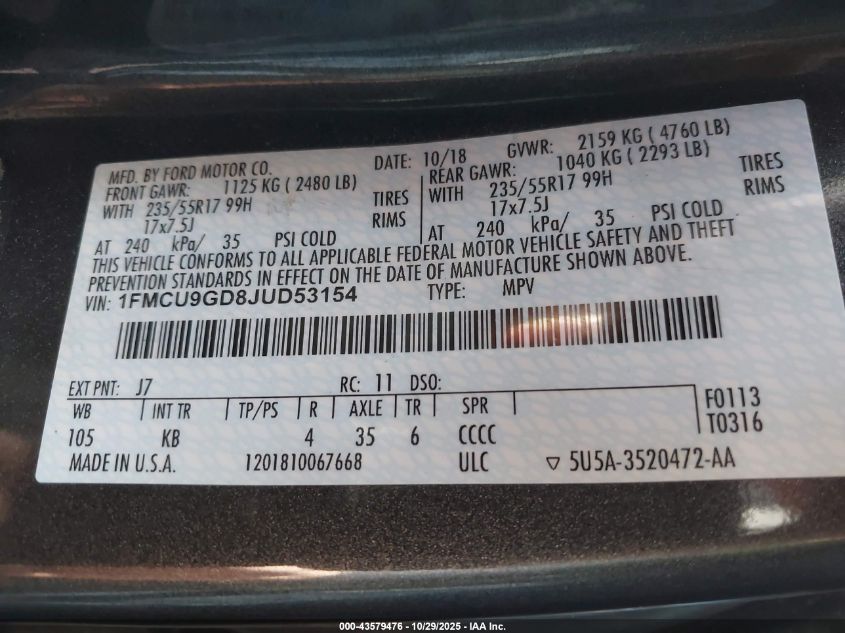 MFD. BY FORD MOTOR CO. DATE: 10/18 GVWR: 2159 KG ( 4760 LB)
FRONT GAWR: 1125 KG ( 2480 LB) REAR GAWR: 1040 KG ( 2293 LB)
WITH 235/55R17 99H TIRES WITH 235/55R17 99H TIRES
17x7.5J RIMS 17x7.5J RIMS
AT 240 kPa/ 35 PSI COLD AT 240 kPa/ 35 PSI COLD
THIS VEHICLE CONFORMS TO ALL APPLICABLE FEDERAL MOTOR VEHICLE SAFETY AND THEFT
PREVENTION STANDARDS IN EFFECT ON THE DATE OF MANUFACTURE SHOWN ABOVE.
VIN: 1FMCU9GD8JUD53154 TYPE: MPV
EXT PNT: J7 RC: 11 DSO:
WB INT TR TP/PS R AXLE TR SPR F0113
105 KB 4 35 6 CCCC T0316
MADE IN U.S.A. 1201810067668 ULC ▽ 5U5A-3520472-AA
000-43579476 - 10/29/2025 - IAA Inc.